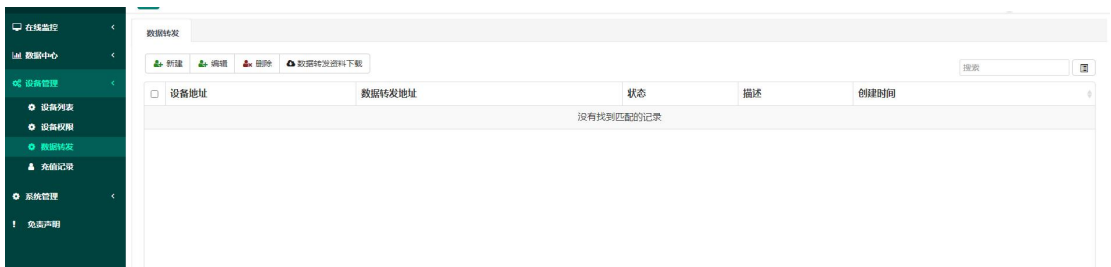 在线监控
数据中心
设备管理
设备列表
设备权限
数据转发
充值记录
系统管理
免责声明
数据转发
新建 编辑 删除 数据转发资料下载
搜索
设备地址 数据转发地址 状态 描述 创建时间
没有找到匹配的记录